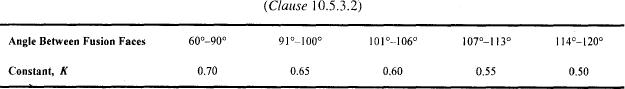 (Clause 10.5.3.2)
Angle Between Fusion Faces 60°–90° 91°–100° 101°–106° 107°–113° 114°–120°
Constant, K 0.70 0.65 0.60 0.55 0.50